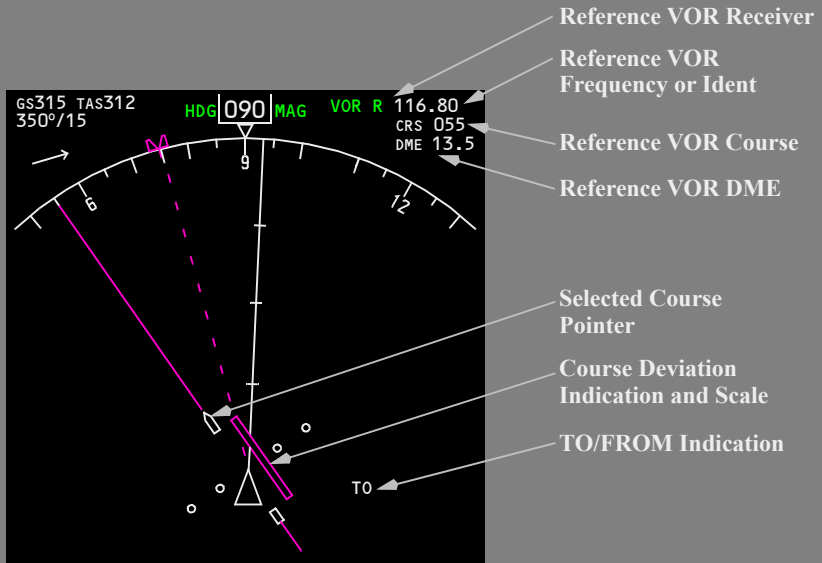 Reference VOR Receiver
Reference VOR
Frequency or Ident
Reference VOR Course
Reference VOR DME
GS315 TAS312
350º/15
HDG 090 MAG
VOR R 116.80
CRS 055
DME 13.5
6
9
12
Selected Course
Pointer
Course Deviation
Indication and Scale
TO/FROM Indication
TO